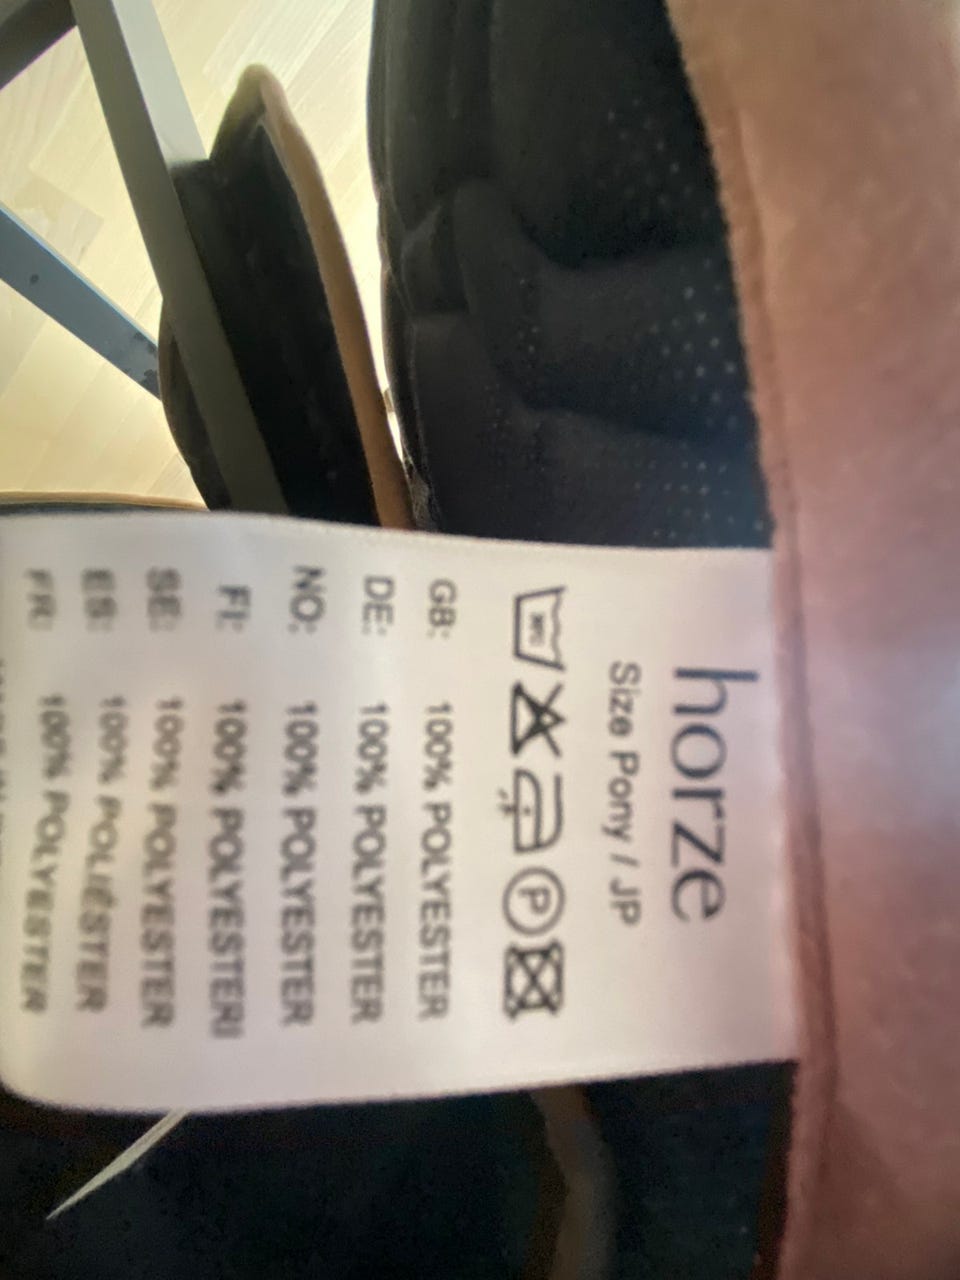 horze
Size Pony / JP
P
GB: 100% POLYESTER
DE: 100% POLYESTER
NO: 100% POLYESTER
FI: 100% POLYESTERI
SE: 100% POLYESTER
ES: 100% POLIÉSTER
FR: 100% POLYESTER